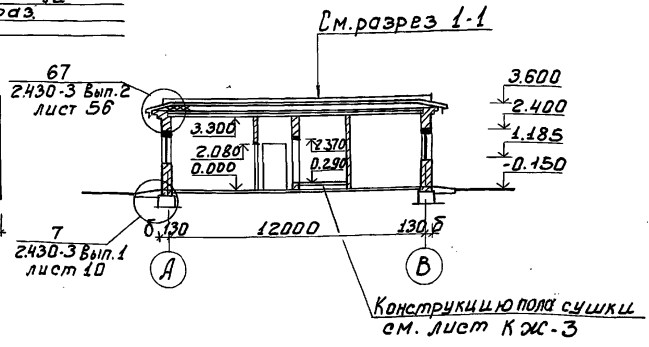 раз.
См. разрез 1-1
67
2.430-3 Вып. 2
лист 56
3.600
2.400
1.185
-0.150
3.300
2.080
0.000
2.370
0.290
7
2.430-3 Вып. 1
лист 10
б 130 12000 130 б
А В
Конструкцию пола сушки
см. лист КЖ-3